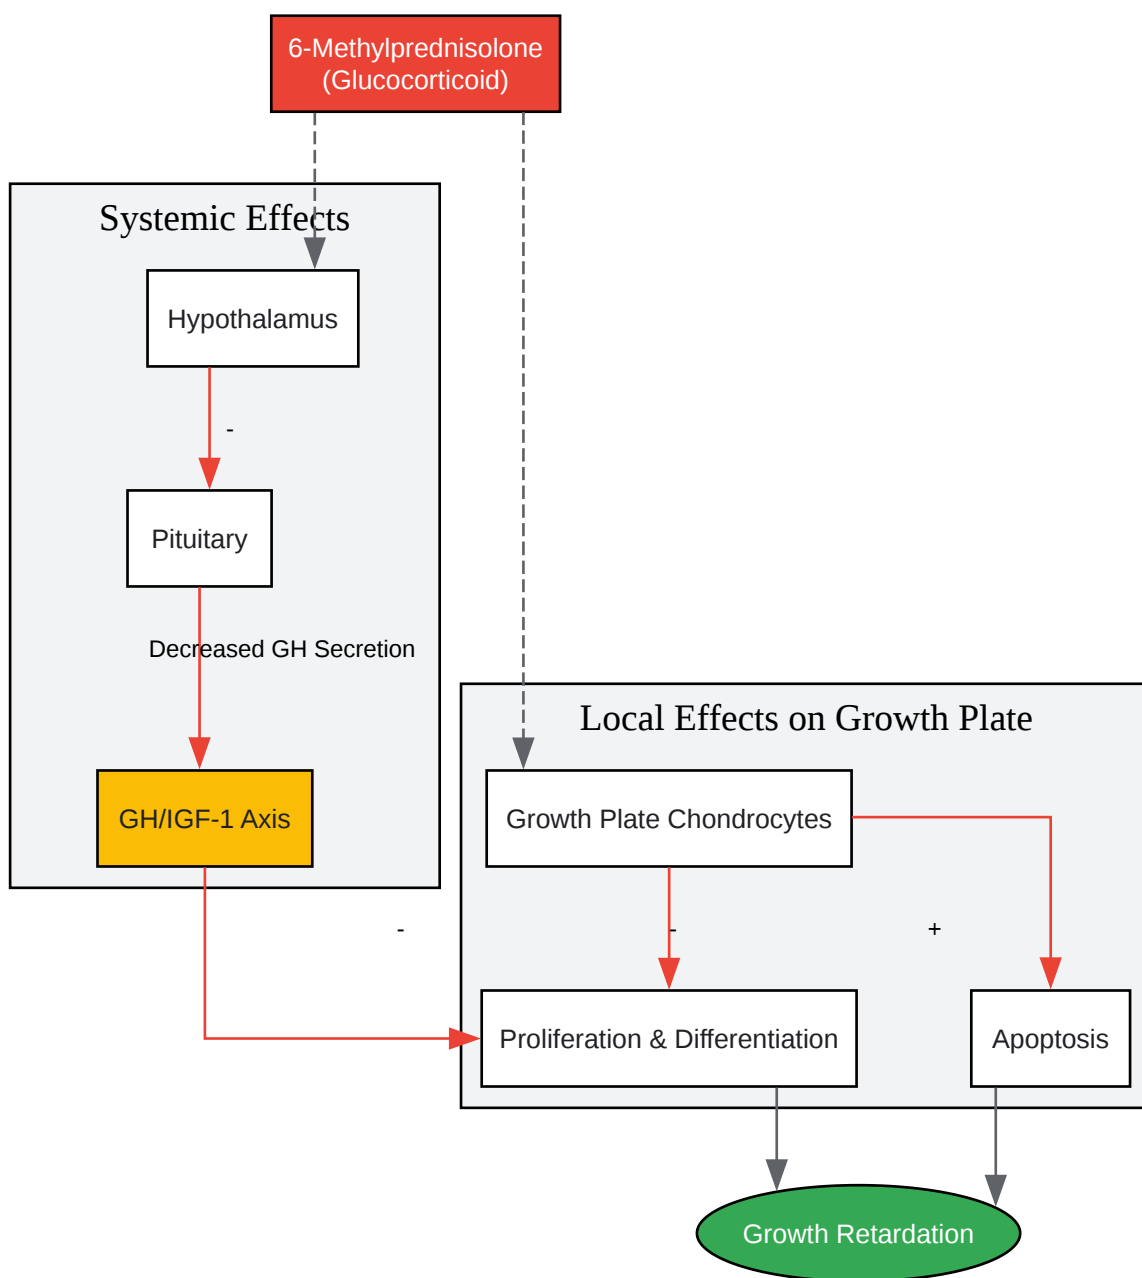 6-Methylprednisolone
(Glucocorticoid)
Systemic Effects
Hypothalamus
-
Pituitary
Decreased GH Secretion
Local Effects on Growth Plate
GH/IGF-1 Axis
Growth Plate Chondrocytes
-
-
+
Proliferation & Differentiation
Apoptosis
Growth Retardation